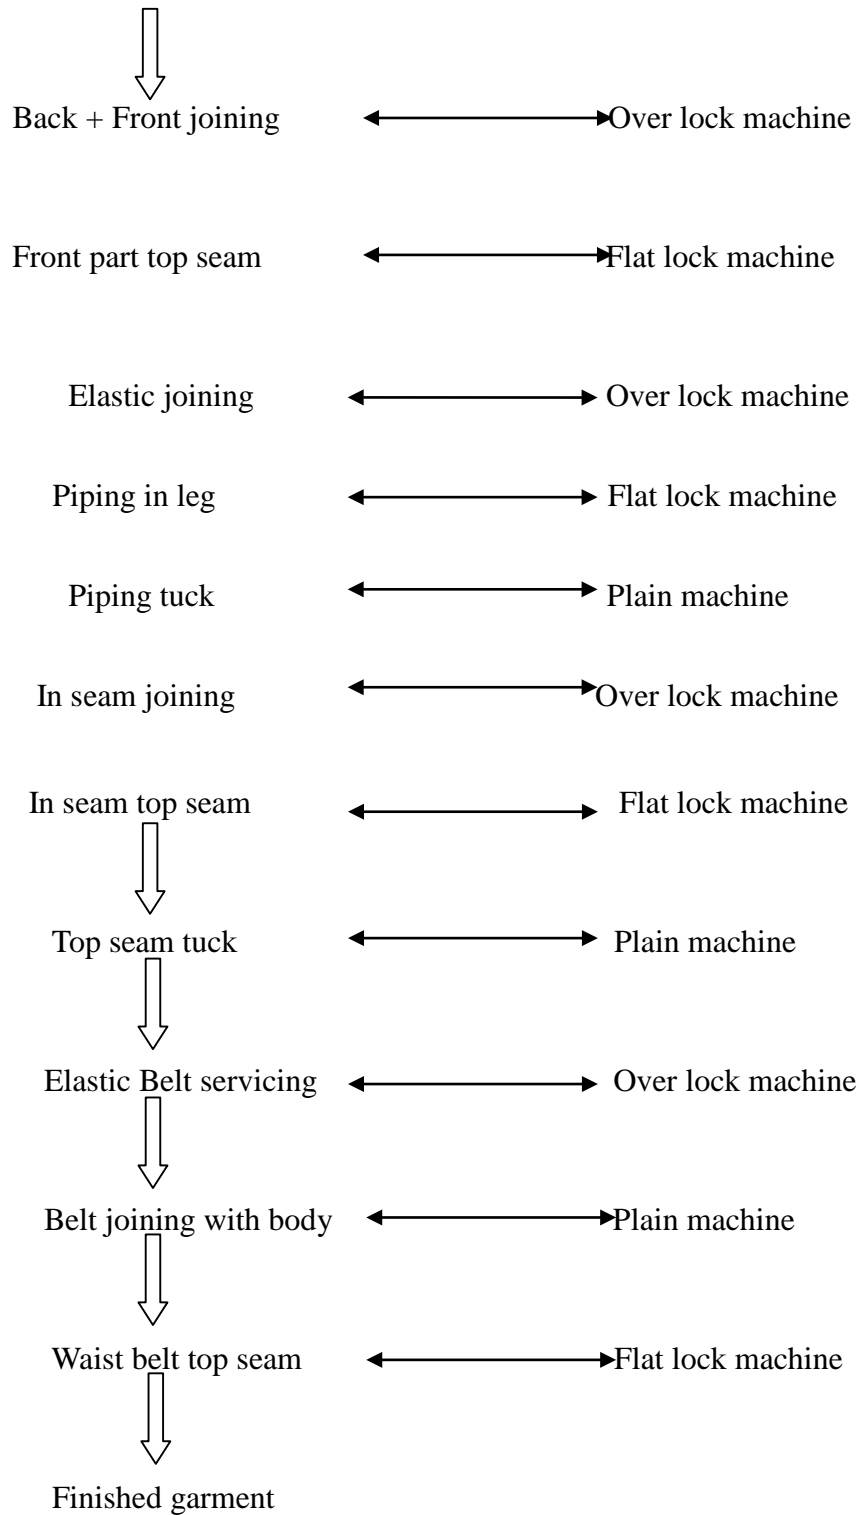 Back + Front joining Over lock machine
Front part top seam Flat lock machine
Elastic joining Over lock machine
Piping in leg Flat lock machine
Piping tuck Plain machine
In seam joining Over lock machine
In seam top seam Flat lock machine
Top seam tuck Plain machine
Elastic Belt servicing Over lock machine
Belt joining with body Plain machine
Waist belt top seam Flat lock machine
Finished garment